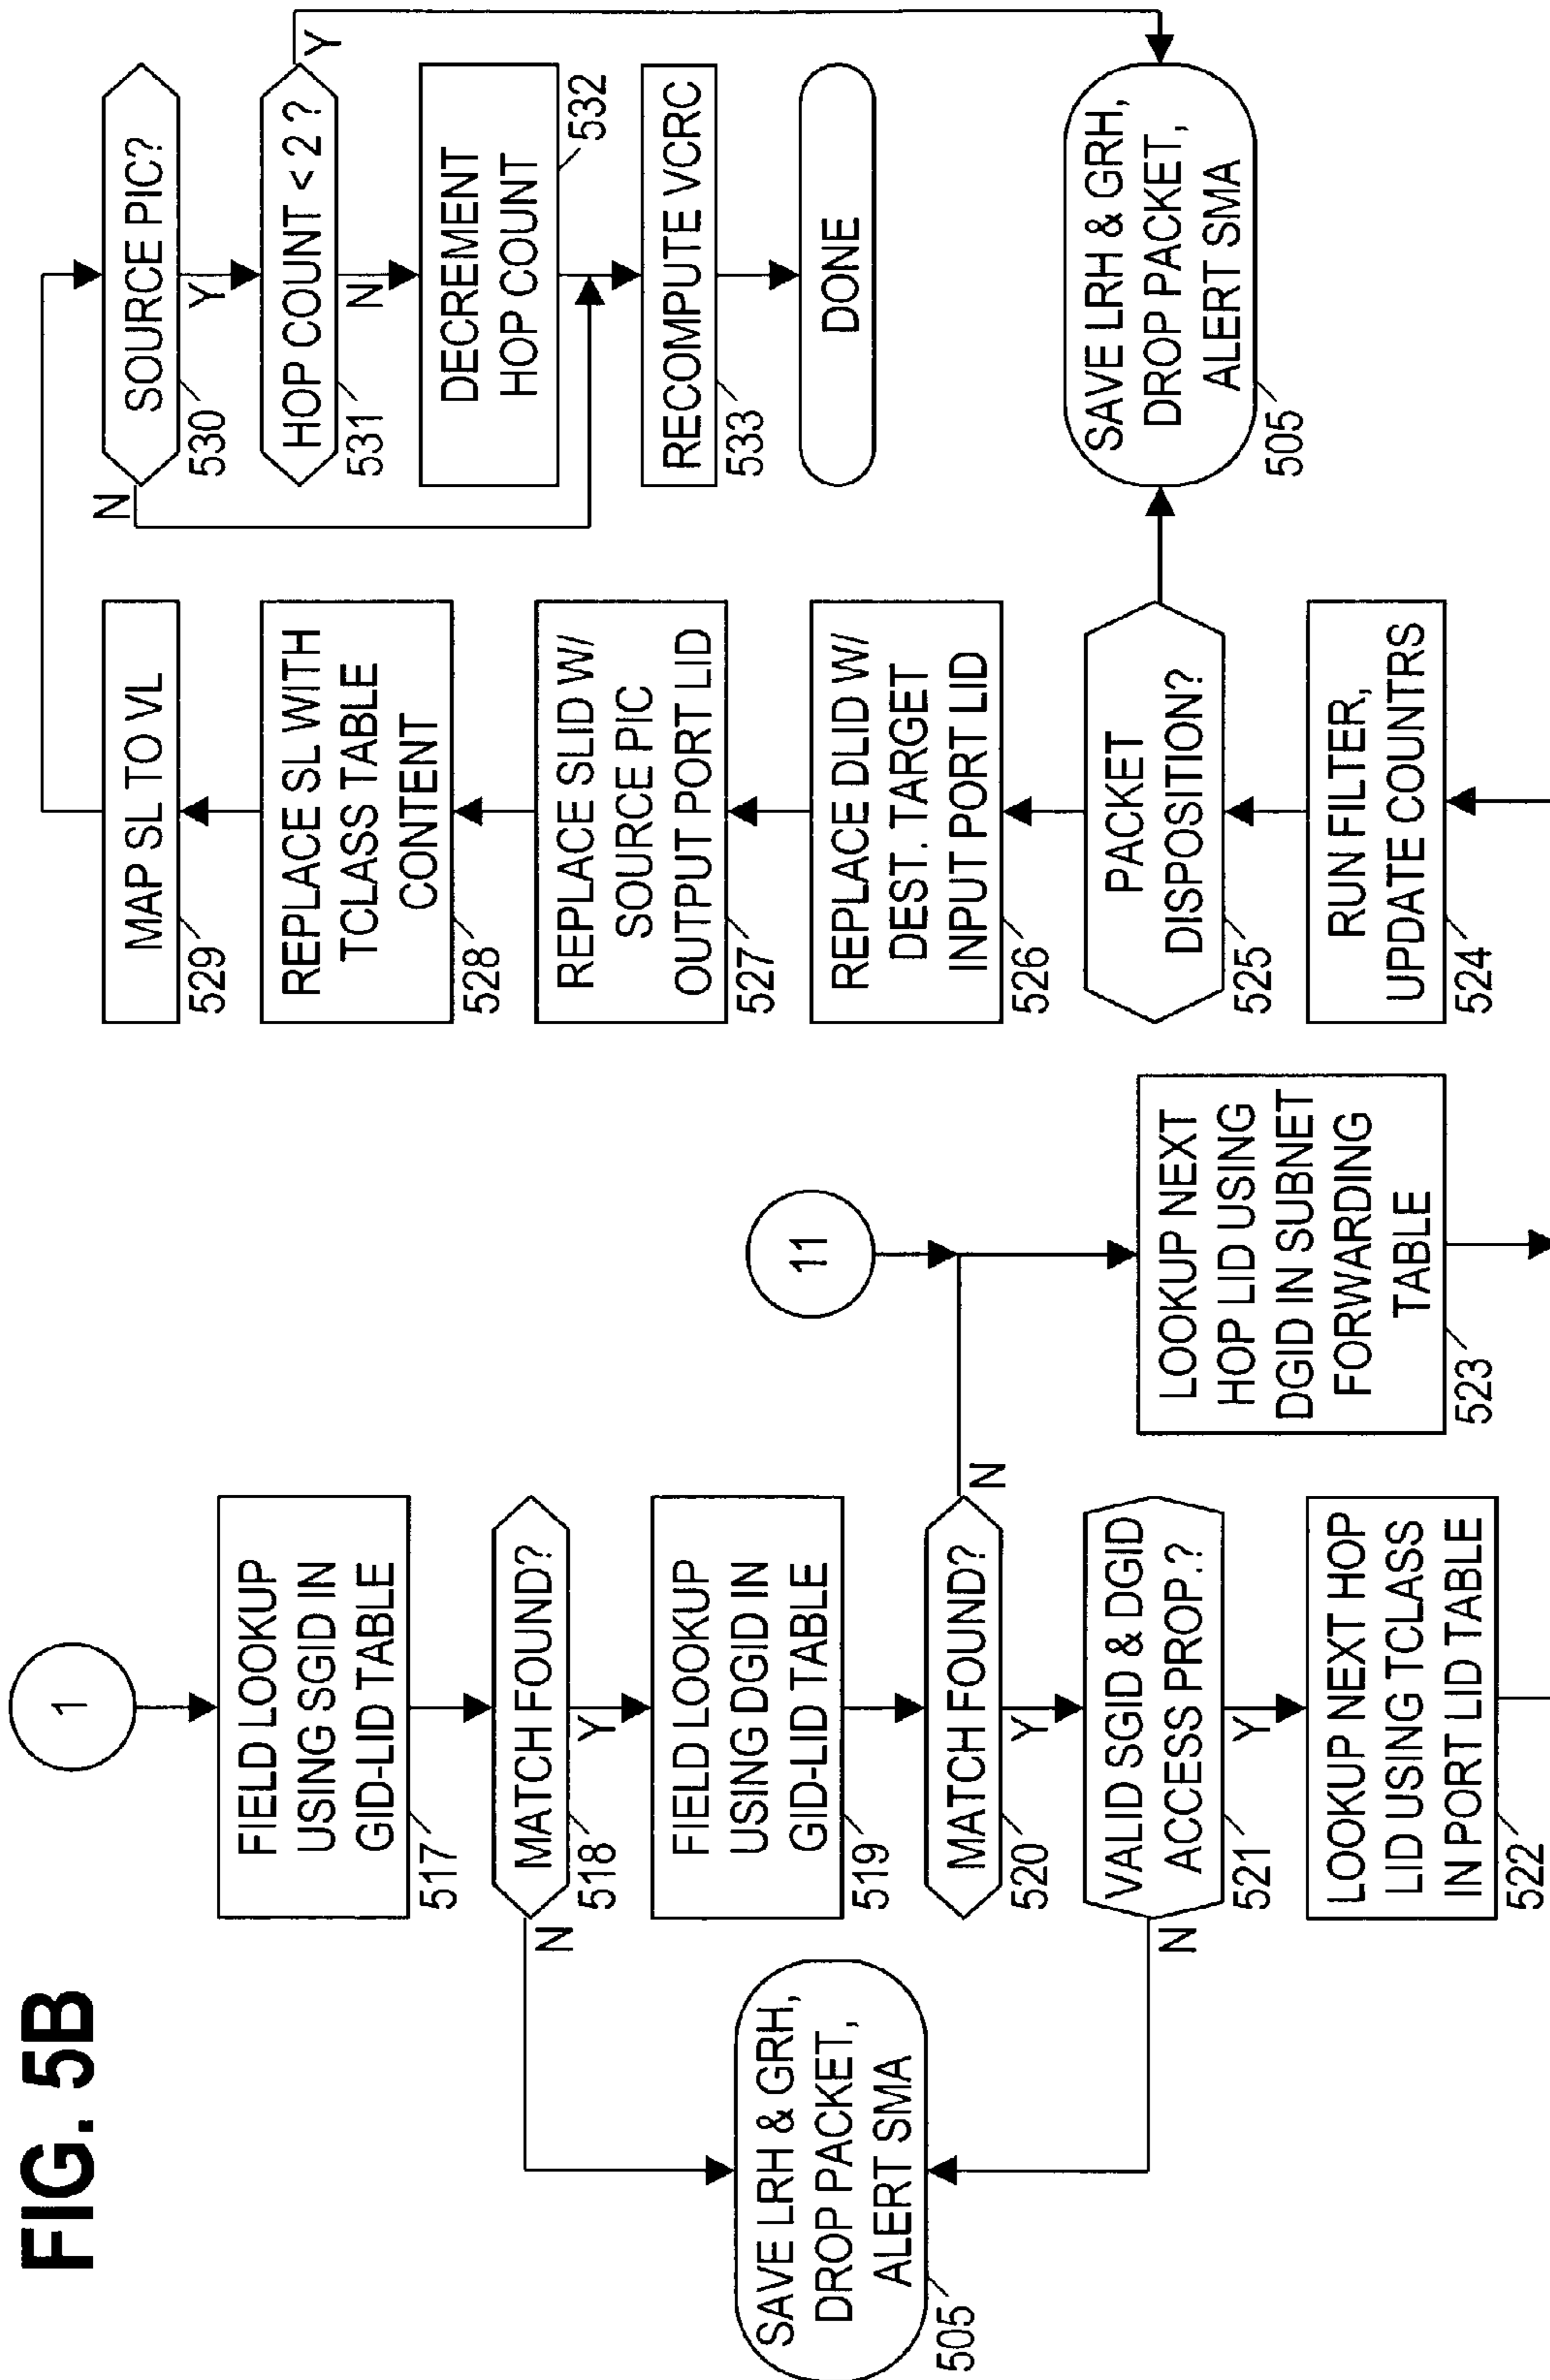 FIG. 5B
1
FIELD LOOKUP
USING SGID IN
GID-LID TABLE
517
MATCH FOUND?
518
N
Y
FIELD LOOKUP
USING DGID IN
GID-LID TABLE
519
MATCH FOUND?
520
N
Y
VALID SGID & DGID
ACCESS PROP.?
521
N
Y
LOOKUP NEXT HOP
LID USING TCLASS
IN PORT LID TABLE
522
SAVE LRH & GRH,
DROP PACKET,
ALERT SMA
505
11
LOOKUP NEXT
HOP LID USING
DGID IN SUBNET
FORWARDING
TABLE
523
RUN FILTER,
UPDATE COUNTRS
524
PACKET
DISPOSITION?
525
REPLACE DLID W/
DEST. TARGET
INPUT PORT LID
526
REPLACE SLID W/
SOURCE PIC
OUTPUT PORT LID
527
REPLACE SL WITH
TCLASS TABLE
CONTENT
528
MAP SL TO VL
529
SOURCE PIC?
530
N
Y
HOP COUNT < 2 ?
531
Y
N
DECREMENT
HOP COUNT
532
RECOMPUTE VCRC
533
DONE
SAVE LRH & GRH,
DROP PACKET,
ALERT SMA
505